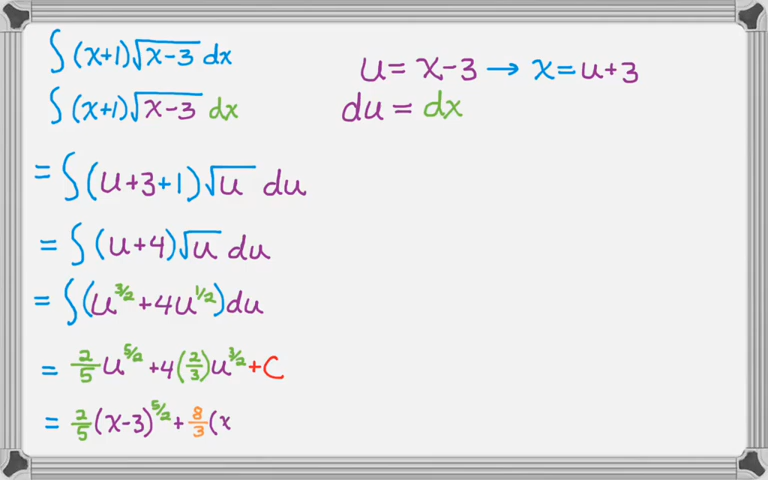 ∫ (x+1)√(x-3) dx
u = x-3 → x = u+3
∫ (x+1)√(x-3) dx
du = dx
= ∫ (u+3+1)√u du
= ∫ (u+4)√u du
= ∫ (u^3/2 + 4u^1/2) du
= 2/5 u^5/2 + 4(2/3)u^3/2 + C
= 2/5 (x-3)^5/2 + 8/3 (x